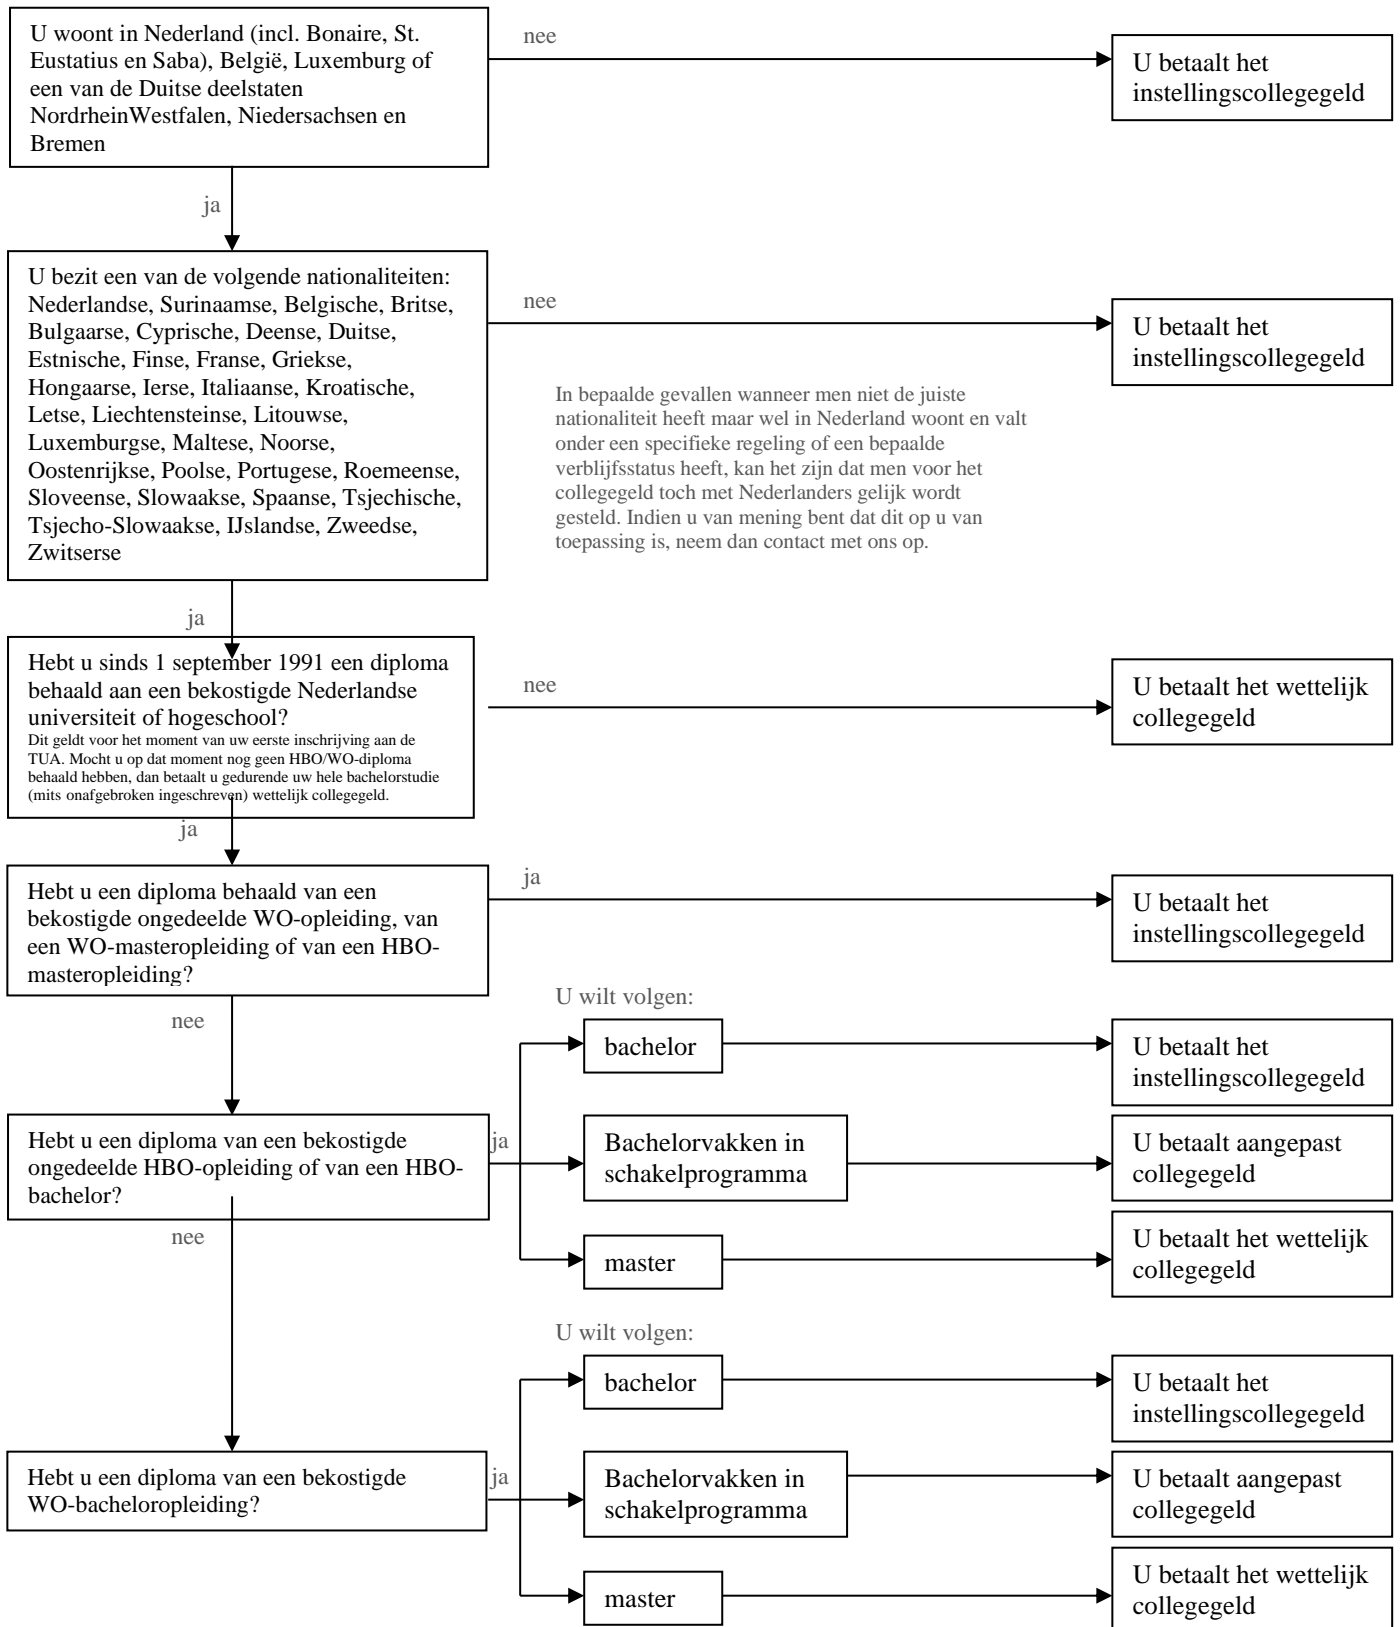 U woont in Nederland (incl. Bonaire, St.
Eustatius en Saba), België, Luxemburg of
een van de Duitse deelstaten
NordrheinWestfalen, Niedersachsen en
Bremen
nee
U betaalt het
instellingscollegegeld
ja
U bezit een van de volgende nationaliteiten:
Nederlandse, Surinaamse, Belgische, Britse,
Bulgaarse, Cyprische, Deense, Duitse,
Estnische, Finse, Franse, Griekse,
Hongaarse, Ierse, Italiaanse, Kroatische,
Letse, Liechtensteinse, Litouwse,
Luxemburgse, Maltese, Noorse,
Oostenrijkse, Poolse, Portugese, Roemeense,
Sloveense, Slowaakse, Spaanse, Tsjechische,
Tsjecho-Slowaakse, IJslandse, Zweedse,
Zwitserse
nee
U betaalt het
instellingscollegegeld
In bepaalde gevallen wanneer men niet de juiste
nationaliteit heeft maar wel in Nederland woont en valt
onder een specifieke regeling of een bepaalde
verblijfsstatus heeft, kan het zijn dat men voor het
collegegeld toch met Nederlanders gelijk wordt
gesteld. Indien u van mening bent dat dit op u van
toepassing is, neem dan contact met ons op.
ja
Hebt u sinds 1 september 1991 een diploma
behaald aan een bekostigde Nederlandse
universiteit of hogeschool?
Dit geldt voor het moment van uw eerste inschrijving aan de
TUA. Mocht u op dat moment nog geen HBO/WO-diploma
behaald hebben, dan betaalt u gedurende uw hele bachelorstudie
(mits onafgebroken ingeschreven) wettelijk collegegeld.
nee
U betaalt het wettelijk
collegegeld
ja
Hebt u een diploma behaald van een
bekostigde ongedeelde WO-opleiding, van
een WO-masteropleiding of van een HBO-
masteropleiding?
ja
U betaalt het
instellingscollegegeld
nee
U wilt volgen:
bachelor
U betaalt het
instellingscollegegeld
Hebt u een diploma van een bekostigde
ongedeelde HBO-opleiding of van een HBO-
bachelor?
ja
Bachelorvakken in
schakelprogramma
U betaalt aangepast
collegegeld
nee
master
U betaalt het wettelijk
collegegeld
U wilt volgen:
bachelor
U betaalt het
instellingscollegegeld
Hebt u een diploma van een bekostigde
WO-bacheloropleiding?
ja
Bachelorvakken in
schakelprogramma
U betaalt aangepast
collegegeld
master
U betaalt het wettelijk
collegegeld